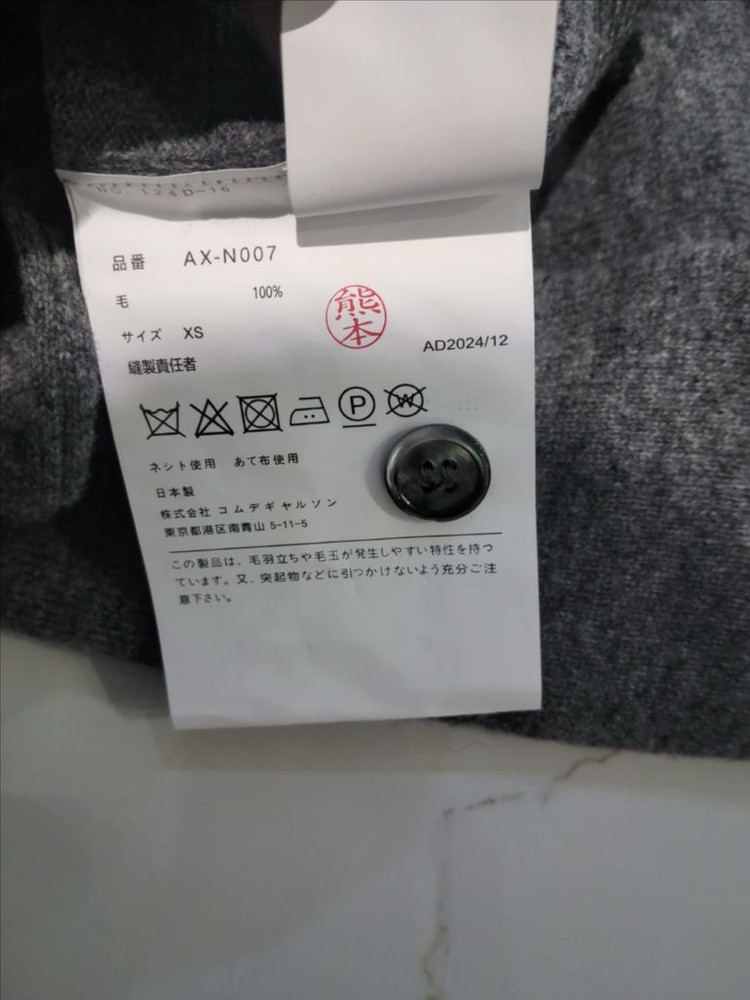 品番 AX-N007
毛 100%
サイズ XS
縫製責任者
熊本
AD2024/12
P W
ネシト使用 あて布使用
日本製
株式会社 コムデギヤルソン
東京都港区南青山 5-11-5
この製品は、毛羽立ちや毛玉が発生しやすい特性を持つ
ています。又、突起物などに引つかけないよう充分ご注
意下さい。